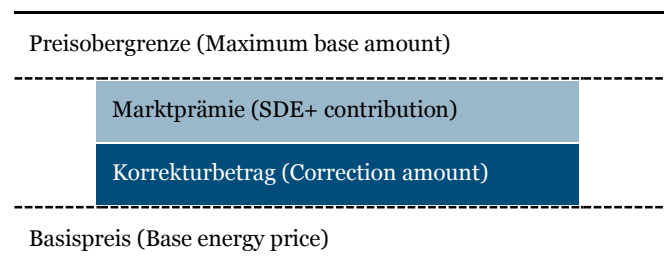 Preisobergrenze (Maximum base amount)
Marktprämie (SDE+ contribution)
Korrekturbetrag (Correction amount)
Basispreis (Base energy price)